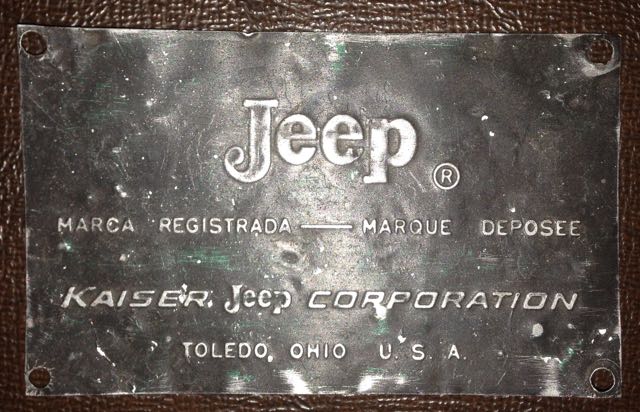 Jeep ®
MARCA REGISTRADA — MARQUE DEPOSEE
KAISER Jeep CORPORATION
TOLEDO, OHIO U. S. A.